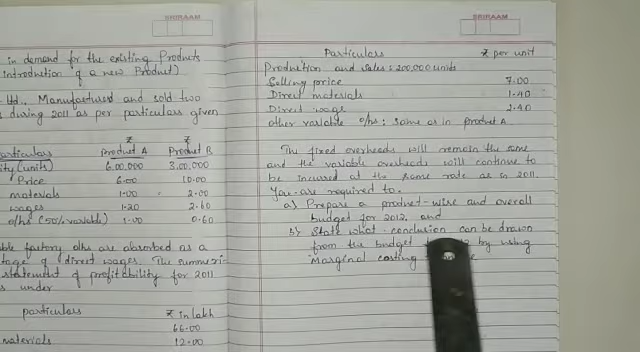 SRIRAAM
in demand for the existing Products
introduction of a new Product)
Ltd., Manufactured and sold two
during 2011 as per particulars given
₹ ₹
Particulars Product A Product B
ity (units) 6,00,000 3,00,000
Price 6.00 10.00
materials 1.00 2.00
wages 1.20 2.60
o/hs (50% variable) 1.00 0.60
ble factory o/hs are absorbed as a
tage of direct wages. The summeri-
statement of profitability for 2011
s under
particulars ₹ in lakh
66.00
materials 12.00
SRIRAAM
Particulars ₹ per unit
Production and sales: 200,000 units
Selling price 7.00
Direct materials 1.40
Direct wage 2.40
other variable o/hs: Same as in product A
The fixed overheads will remain the same
and the variable overheads will continue to
be incurred at the same rate as in 2011.
You are required to.
a) Prepare a product-wise and overall
budget for 2012. and
b) State what conclusion can be drawn
from the budget by using
Marginal costing